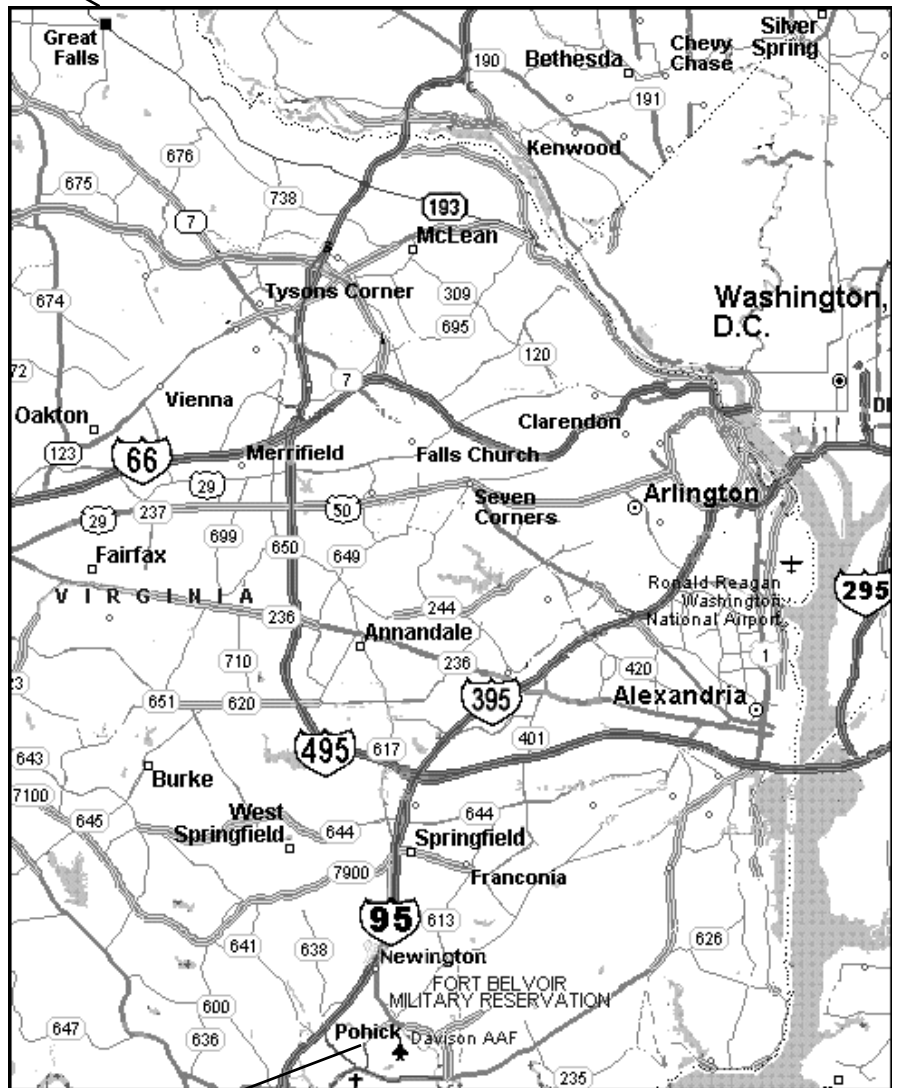 Great
Falls
Silver
Spring
Chevy
Chase
Bethesda
190
191
Kenwood
676
675
738
7
193
McLean
674
Tysons Corner
309
695
Washington,
D.C.
120
72
7
Vienna
Oakton
Clarendon
123
66
Merrifield
Falls Church
29
Seven
Corners
Arlington
29
237
50
699
650
649
Fairfax
VIRGINIA
Ronald Reagan
Washington
National Airport
295
244
236
Annandale
710
236
420
1
651
620
395
Alexandria
495
617
401
643
Burke
7100
645
West
Springfield
644
644
Springfield
7900
Franconia
95
613
641
638
626
Newington
FORT BELVOIR
MILITARY RESERVATION
600
647
636
Pohick
Davison AAF
235